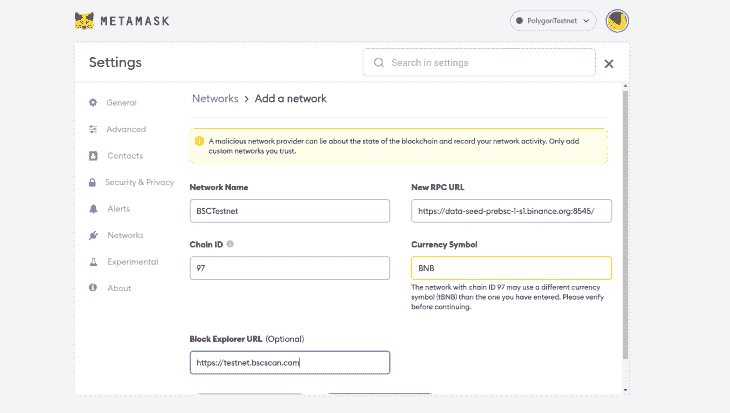 METAMASK
PolygonTestnet
Settings
Search in settings
General
Advanced
Contacts
Security & Privacy
Alerts
Networks
Experimental
About
Networks > Add a network
A malicious network provider can lie about the state of the blockchain and record your network activity. Only add
custom networks you trust.
Network Name
BSCTestnet
New RPC URL
https://data-seed-prebsc-1-s1.binance.org:8545/
Chain ID
97
Currency Symbol
BNB
The network with chain ID 97 may use a different currency
symbol (tBNB) than the one you have entered. Please verify
before continuing.
Block Explorer URL (Optional)
https://testnet.bscscan.com